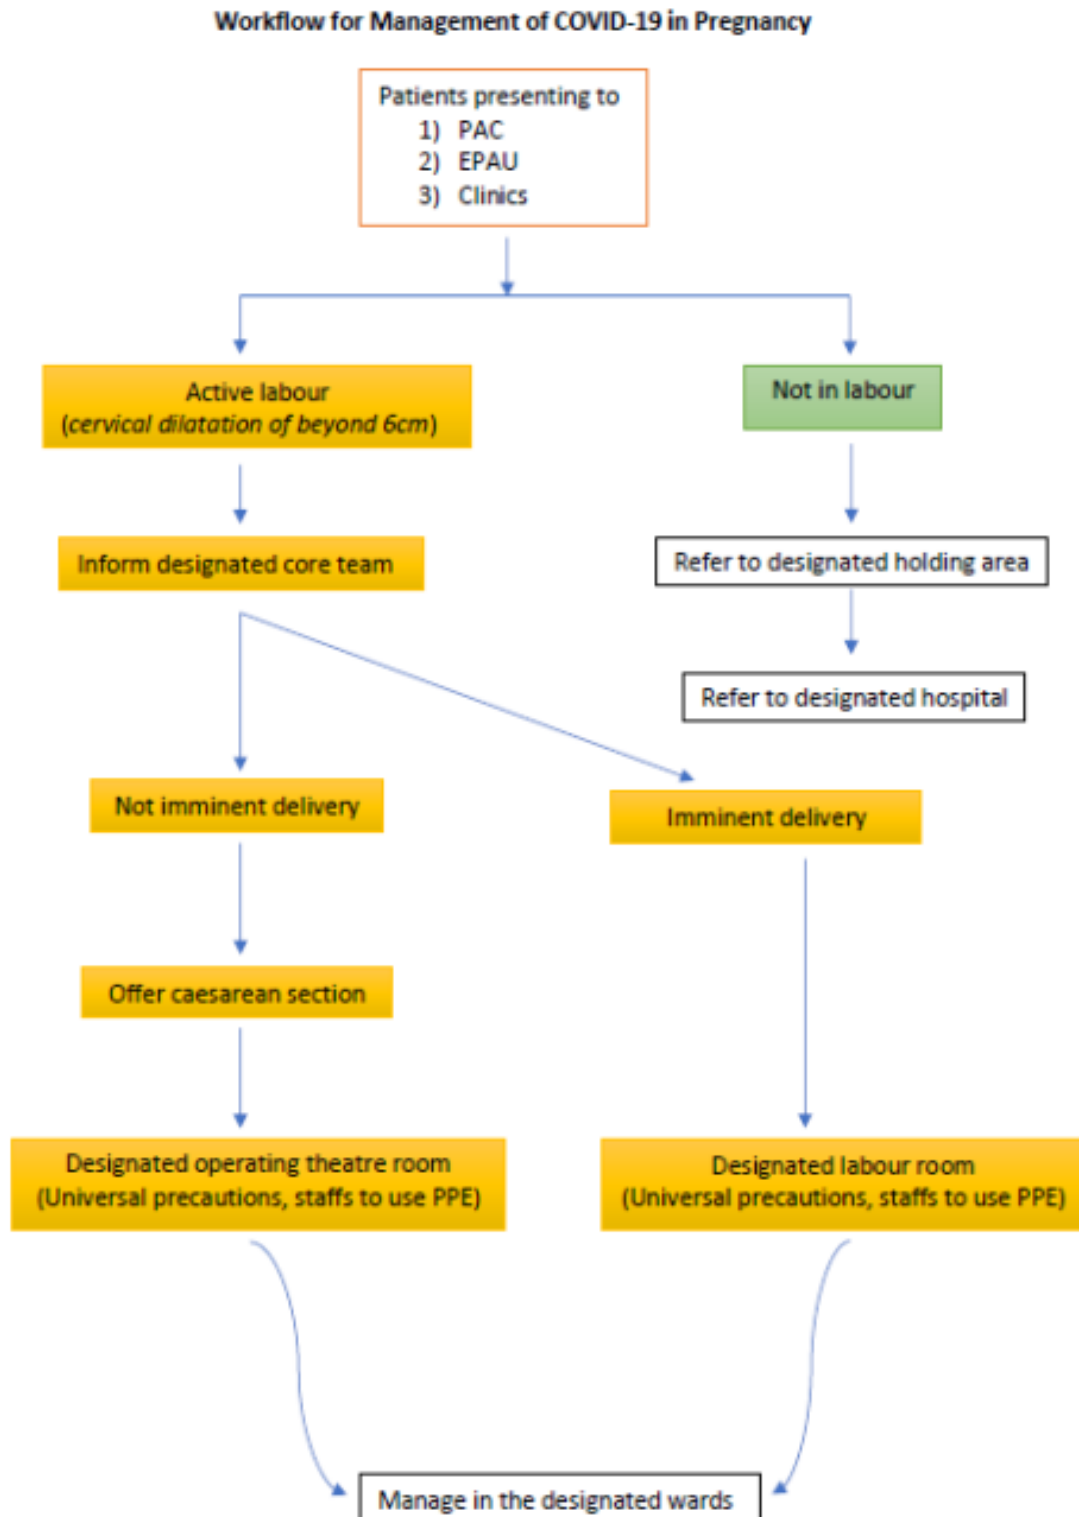 Workflow for Management of COVID-19 in Pregnancy
Patients presenting to
1) PAC
2) EPAU
3) Clinics
Active labour
(cervical dilatation of beyond 6cm)
Not in labour
Inform designated core team
Refer to designated holding area
Refer to designated hospital
Not imminent delivery
Imminent delivery
Offer caesarean section
Designated operating theatre room
(Universal precautions, staffs to use PPE)
Designated labour room
(Universal precautions, staffs to use PPE)
Manage in the designated wards